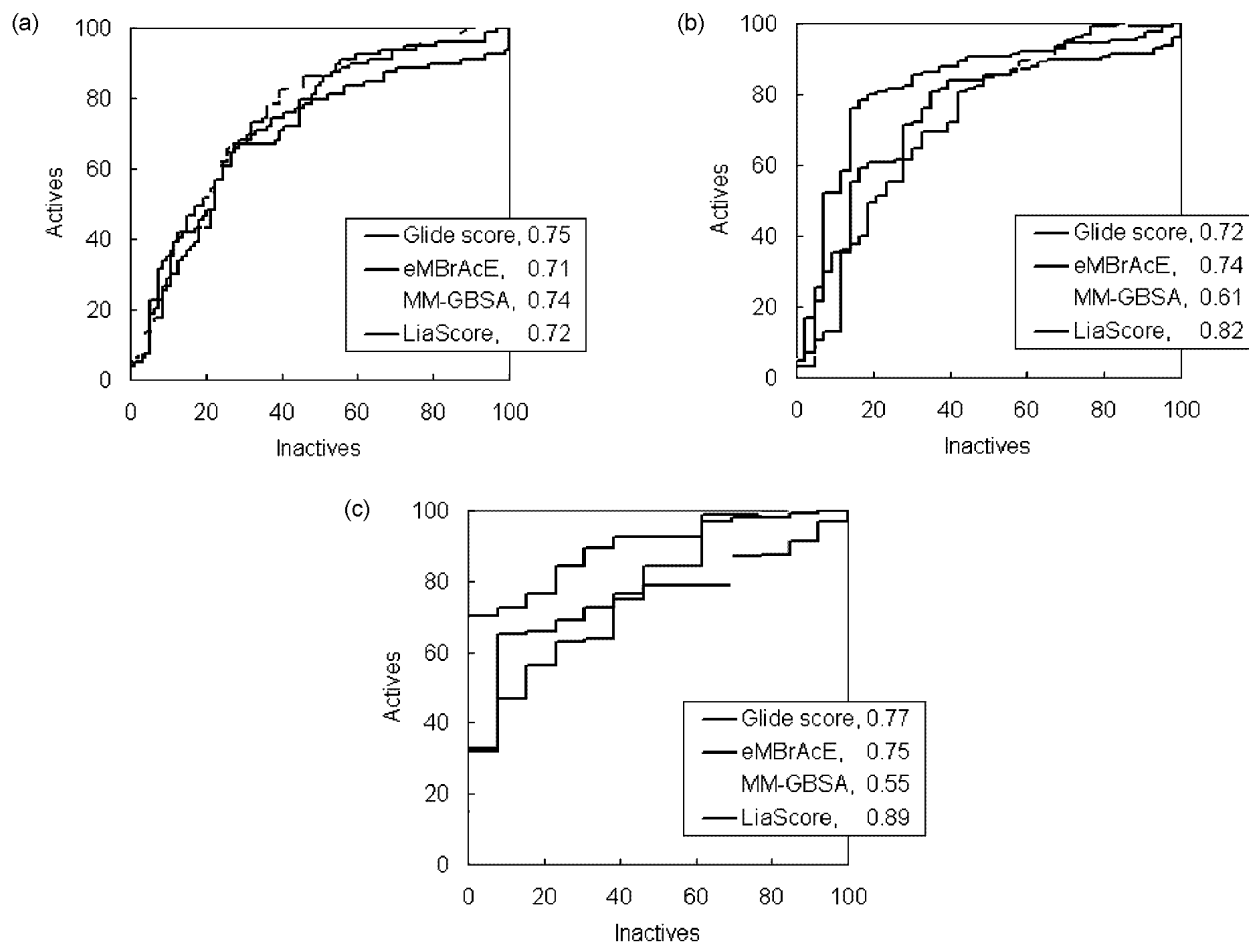 (a)
100
80
60
40
20
0
Actives
Glide score, 0.75
eMBrAcE, 0.71
MM-GBSA, 0.74
LiaScore, 0.72
0 20 40 60 80 100
Inactives
(b)
100
80
60
40
20
0
Actives
Glide score, 0.72
eMBrAcE, 0.74
MM-GBSA, 0.61
LiaScore, 0.82
0 20 40 60 80 100
Inactives
(c)
100
80
60
40
20
0
Actives
Glide score, 0.77
eMBrAcE, 0.75
MM-GBSA, 0.55
LiaScore, 0.89
0 20 40 60 80 100
Inactives